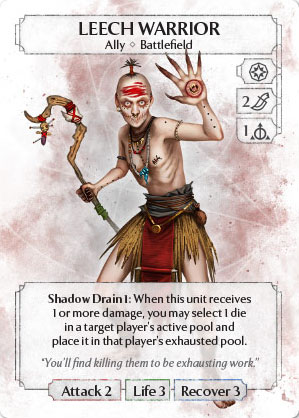 LEECH WARRIOR
Ally ◇ Battlefield
2
1
Shadow Drain 1: When this unit receives
1 or more damage, you may select 1 die
in a target player's active pool and
place it in that player's exhausted pool.
"You'll find killing them to be exhausting work."
Attack 2 Life 3 Recover 3